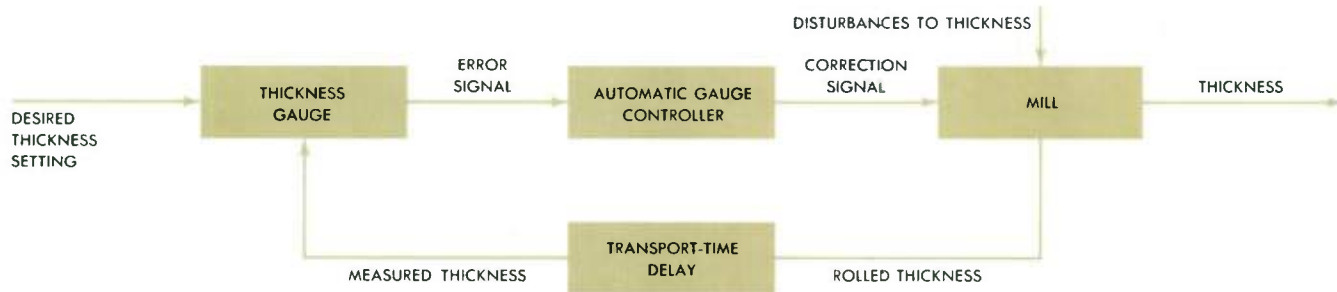 DISTURBANCES TO THICKNESS
DESIRED
THICKNESS
SETTING
THICKNESS
GAUGE
ERROR
SIGNAL
AUTOMATIC GAUGE
CONTROLLER
CORRECTION
SIGNAL
MILL
THICKNESS
MEASURED THICKNESS
TRANSPORT-TIME
DELAY
ROLLED THICKNESS